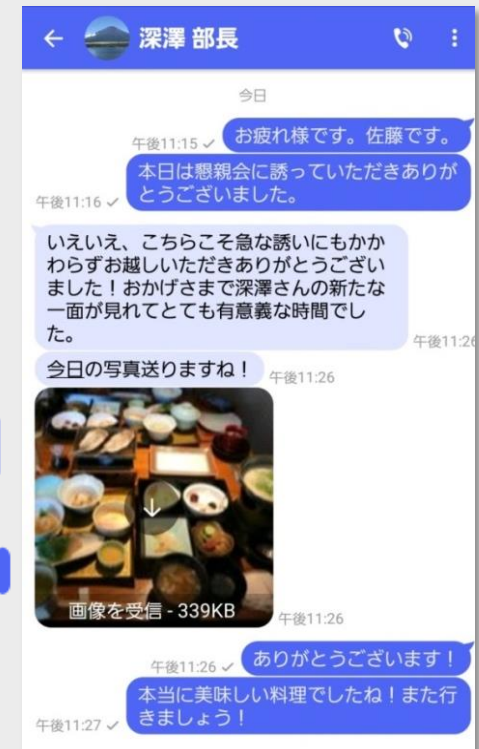 深澤 部長
今日
お疲れ様です。佐藤です。
午後11:15
本日は懇親会に誘っていただきありが
とうございました。
午後11:16
いえいえ、こちらこそ急な誘いにもかか
わらずお越しいただきありがとうござい
ました！おかげさまで深澤さんの新たな
一面が見れてとても有意義な時間でし
た。
午後11:26
今日の写真送りますね！
午後11:26
画像を受信 - 339KB
午後11:26
ありがとうございます！
午後11:26
本当に美味しい料理でしたね！また行
きましょう！
午後11:27